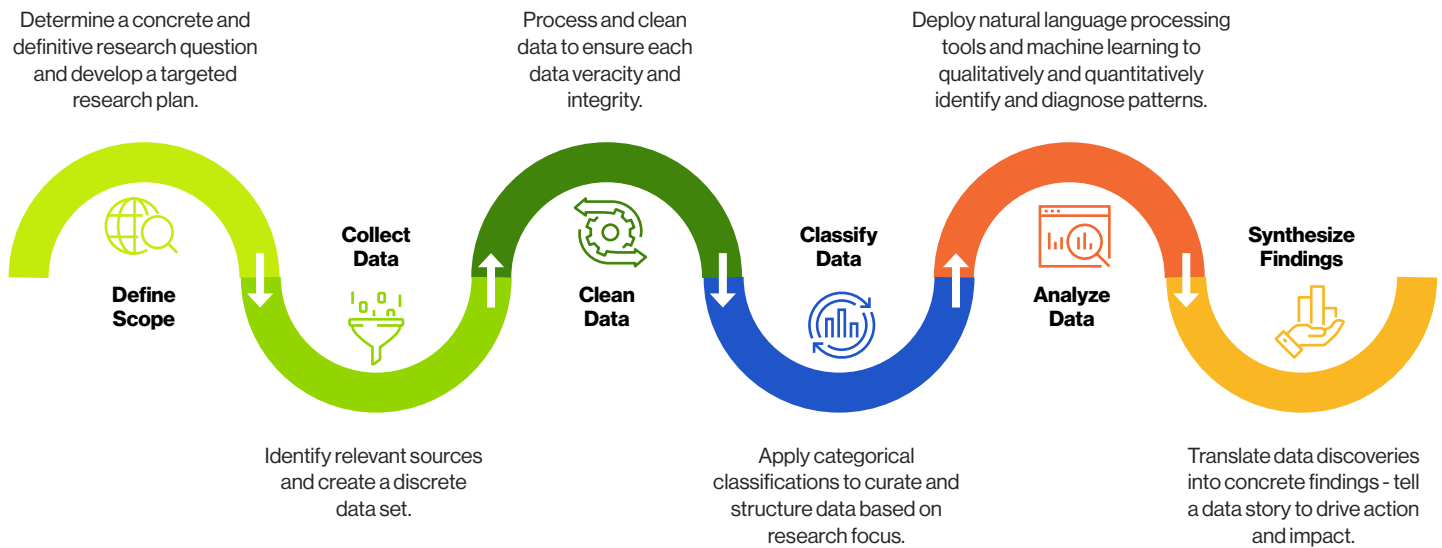 Determine a concrete and
definitive research question
and develop a targeted
research plan.
Define
Scope
Collect
Data
Identify relevant sources
and create a discrete
data set.
Process and clean
data to ensure each
data veracity and
integrity.
Clean
Data
Classify
Data
Apply categorical
classifications to curate and
structure data based on
research focus.
Deploy natural language processing
tools and machine learning to
qualitatively and quantitatively
identify and diagnose patterns.
Analyze
Data
Synthesize
Findings
Translate data discoveries
into concrete findings - tell
a data story to drive action
and impact.